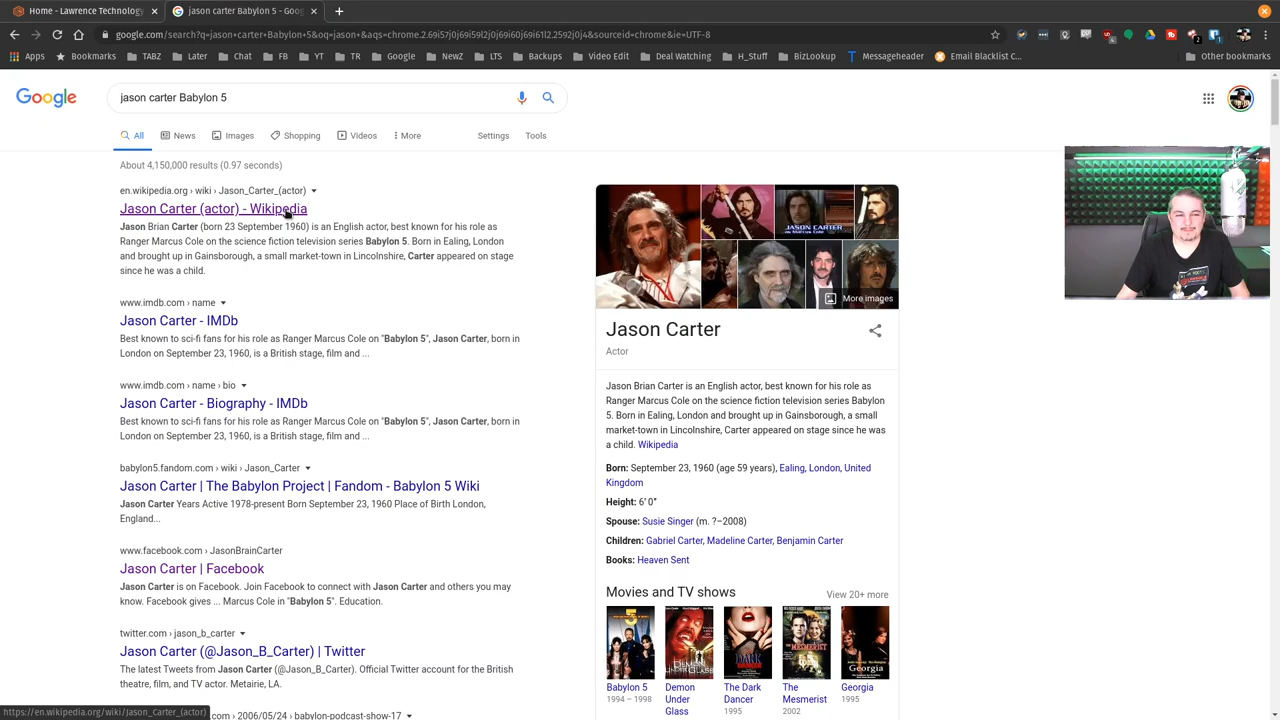 Home - Lawrence Technology
jason carter Babylon 5 - Goo
google.com/search?q=jason+carter+Babylon+5&oq=jason+&aqs=chrome.2.69i57j0j69i59l2j0j69i60j69i61l2.2592j0j4&sourceid=chrome&ie=UTF-8
Apps
Bookmarks
TABZ
Later
Chat
FB
YT
TR
Google
NewZ
LTS
Backups
Video Edit
Deal Watching
H_Stuff
BizLookup
Messageheader
Email Blacklist C...
Other bookmarks
Google
jason carter Babylon 5
All
News
Images
Shopping
Videos
More
Settings
Tools
About 4,150,000 results (0.97 seconds)
en.wikipedia.org › wiki › Jason_Carter_(actor)
Jason Carter (actor) - Wikipedia
Jason Brian Carter (born 23 September 1960) is an English actor, best known for his role as
Ranger Marcus Cole on the science fiction television series Babylon 5. Born in Ealing, London
and brought up in Gainsborough, a small market-town in Lincolnshire, Carter appeared on stage
since he was a child.
www.imdb.com › name
Jason Carter - IMDb
Best known to sci-fi fans for his role as Ranger Marcus Cole on "Babylon 5", Jason Carter, born in
London on September 23, 1960, is a British stage, film and ...
www.imdb.com › name › bio
Jason Carter - Biography - IMDb
Best known to sci-fi fans for his role as Ranger Marcus Cole on "Babylon 5", Jason Carter, born in
London on September 23, 1960, is a British stage, film and ...
babylon5.fandom.com › wiki › Jason_Carter
Jason Carter | The Babylon Project | Fandom - Babylon 5 Wiki
Jason Carter Years Active 1978-present Born September 23, 1960 Place of Birth London,
England...
www.facebook.com › JasonBrainCarter
Jason Carter | Facebook
Jason Carter is on Facebook. Join Facebook to connect with Jason Carter and others you may
know. Facebook gives ... Marcus Cole in "Babylon 5". Education.
twitter.com › jason_b_carter
Jason Carter (@Jason_B_Carter) | Twitter
The latest Tweets from Jason Carter (@Jason_B_Carter). Official Twitter account for the British
theatre, film, and TV actor. Metairie, LA.
.com › 2006/05/24 › babylon-podcast-show-17
https://en.wikipedia.org/wiki/Jason_Carter_(actor)
JASON CARTER
More images
Jason Carter
Actor
Jason Brian Carter is an English actor, best known for his role as
Ranger Marcus Cole on the science fiction television series Babylon
5. Born in Ealing, London and brought up in Gainsborough, a small
market-town in Lincolnshire, Carter appeared on stage since he was
a child. Wikipedia
Born: September 23, 1960 (age 59 years), Ealing, London, United
Kingdom
Height: 6' 0"
Spouse: Susie Singer (m. ?–2008)
Children: Gabriel Carter, Madeline Carter, Benjamin Carter
Books: Heaven Sent
Movies and TV shows
View 20+ more
Babylon 5
1994 – 1998
Demon
Under
Glass
The Dark
Dancer
1995
The
Mesmerist
2002
Georgia
1995